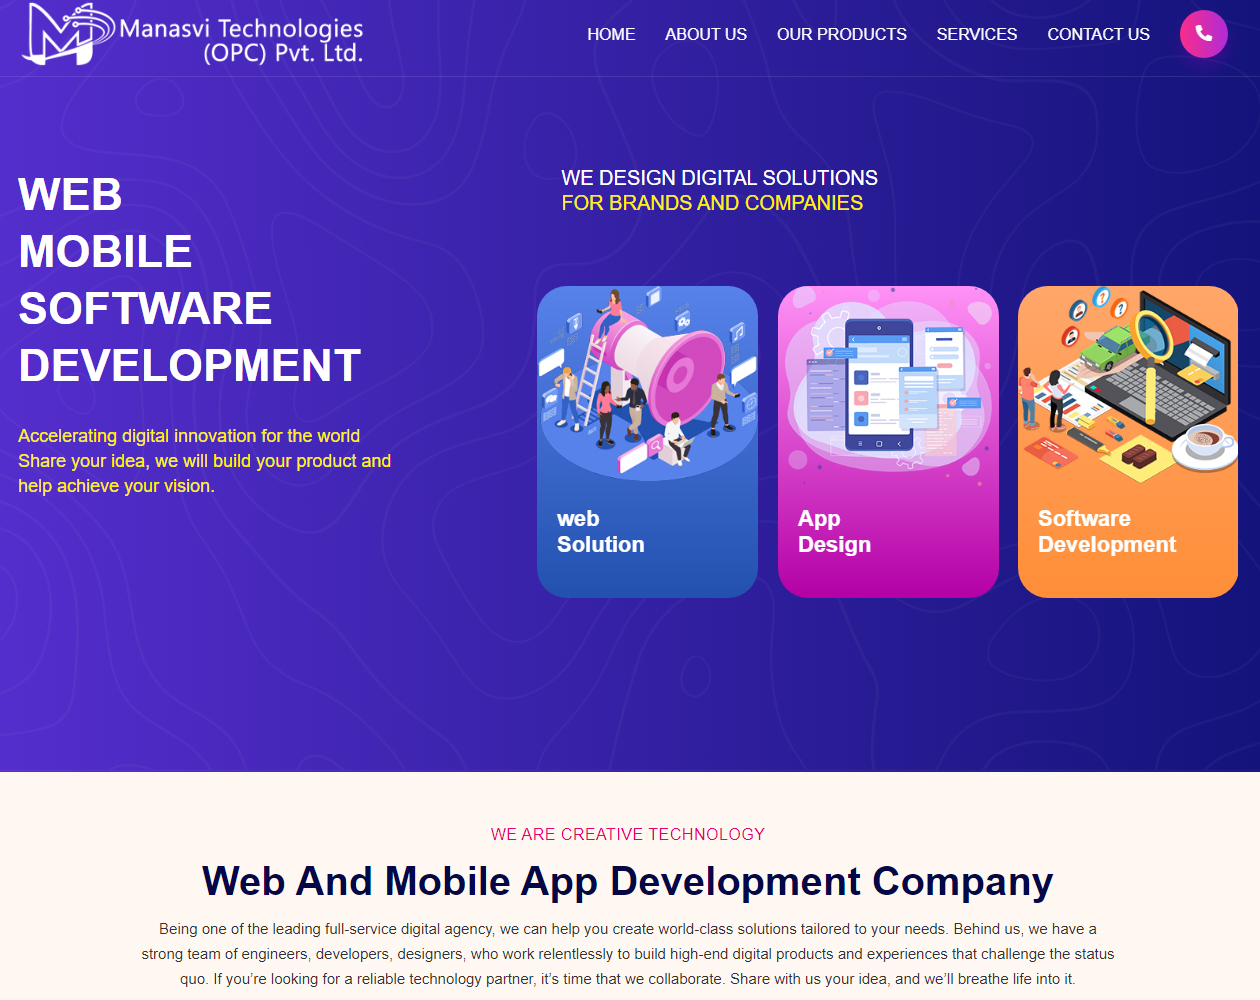 Manasvi Technologies
(OPC) Pvt. Ltd.
HOME ABOUT US OUR PRODUCTS SERVICES CONTACT US
WEB
MOBILE
SOFTWARE
DEVELOPMENT
Accelerating digital innovation for the world
Share your idea, we will build your product and
help achieve your vision.
WE DESIGN DIGITAL SOLUTIONS
FOR BRANDS AND COMPANIES
web
Solution
App
Design
Software
Development
WE ARE CREATIVE TECHNOLOGY
Web And Mobile App Development Company
Being one of the leading full-service digital agency, we can help you create world-class solutions tailored to your needs. Behind us, we have a
strong team of engineers, developers, designers, who work relentlessly to build high-end digital products and experiences that challenge the status
quo. If you’re looking for a reliable technology partner, it’s time that we collaborate. Share with us your idea, and we’ll breathe life into it.